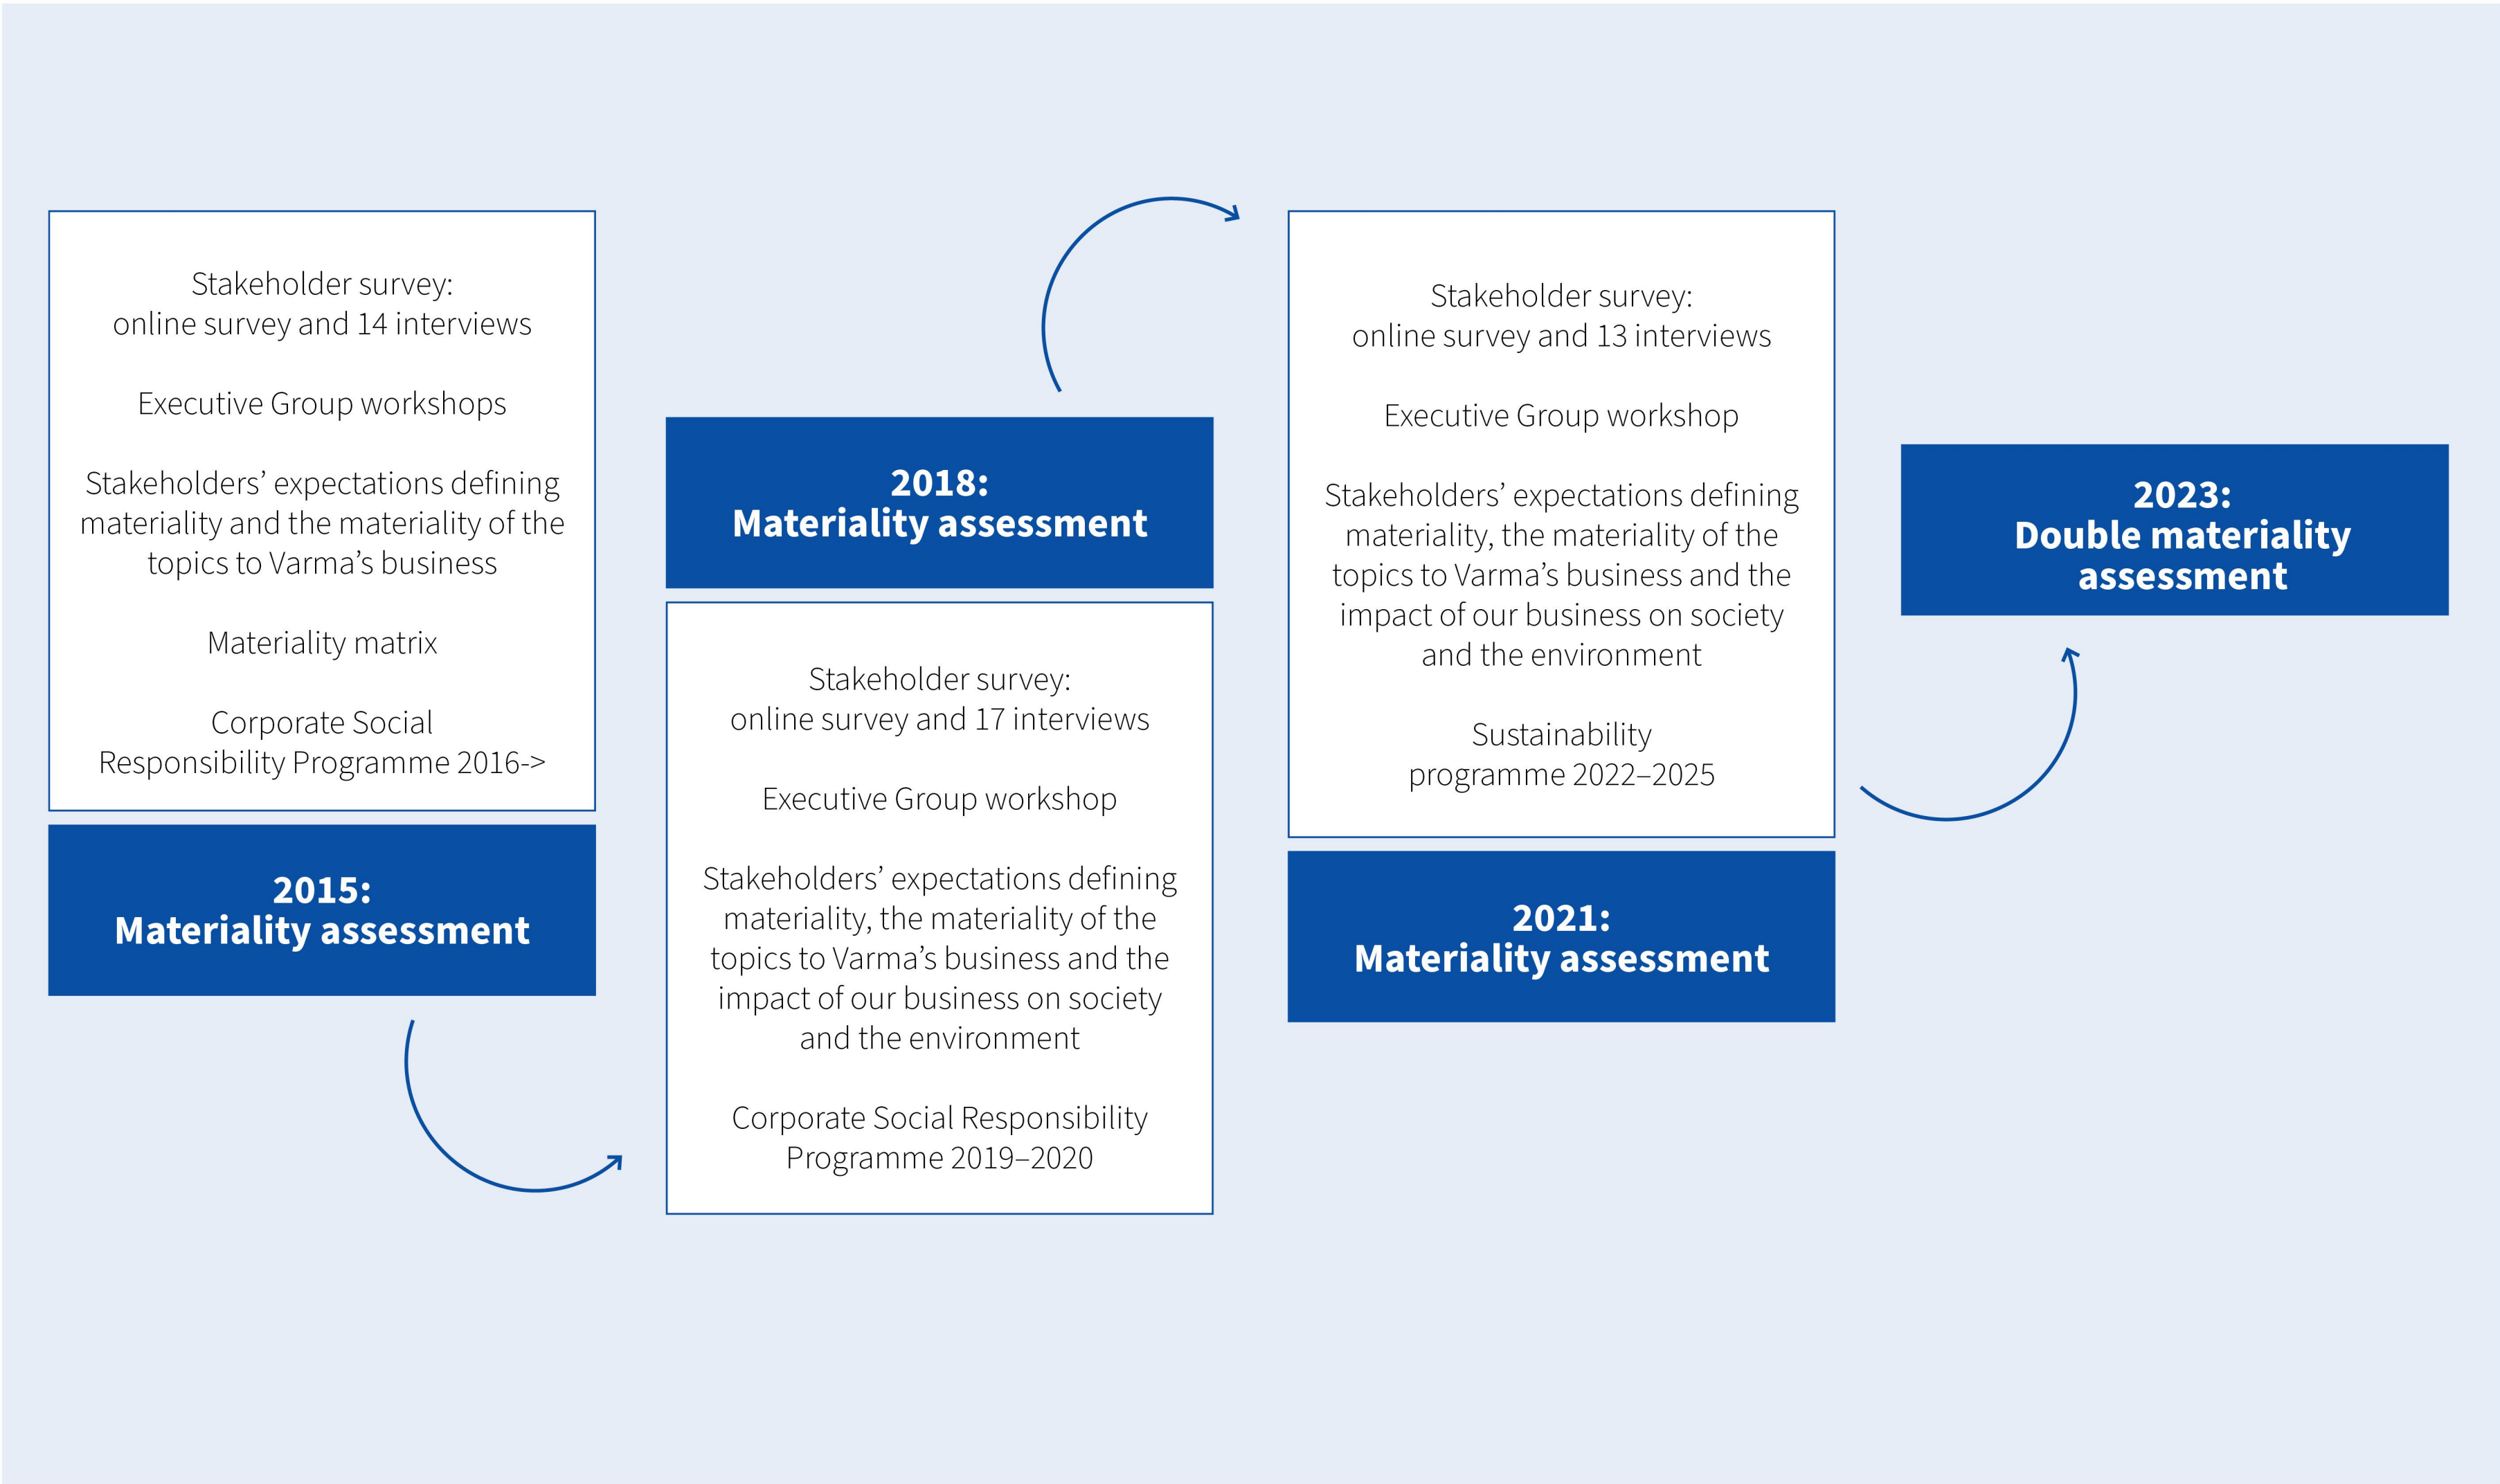 Stakeholder survey:
online survey and 14 interviews
Executive Group workshops
Stakeholders’ expectations defining
materiality and the materiality of the
topics to Varma’s business
Materiality matrix
Corporate Social
Responsibility Programme 2016->
2015:
Materiality assessment
2018:
Materiality assessment
Stakeholder survey:
online survey and 17 interviews
Executive Group workshop
Stakeholders’ expectations defining
materiality, the materiality of the
topics to Varma’s business and the
impact of our business on society
and the environment
Corporate Social Responsibility
Programme 2019–2020
Stakeholder survey:
online survey and 13 interviews
Executive Group workshop
Stakeholders’ expectations defining
materiality, the materiality of the
topics to Varma’s business and the
impact of our business on society
and the environment
Sustainability
programme 2022–2025
2021:
Materiality assessment
2023:
Double materiality
assessment